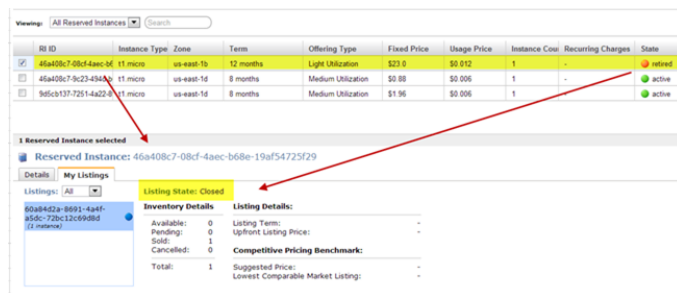 Viewing: All Reserved Instances Search
RI ID Instance Type Zone Term Offering Type Fixed Price Usage Price Instance Cou Recurring Charges State
46a408c7-08cf-4aec-b6 t1.micro us-east-1b 12 months Light Utilization $23.0 $0.012 1 - retired
46a408c7-9c23-494d-b t1.micro us-east-1d 8 months Medium Utilization $0.88 $0.006 1 - active
9d5cb137-7251-4a22-8 t1.micro us-east-1d 8 months Medium Utilization $1.96 $0.006 1 - active
1 Reserved Instance selected
Reserved Instance: 46a408c7-08cf-4aec-b68e-19af54725f29
Details My Listings
Listings: All Listing State: Closed
60a84d2a-8691-4a4f-
a5dc-72bc12c69d8d
(1 instance)
Inventory Details Listing Details:
Available: 0 Listing Term: -
Pending: 0 Upfront Listing Price: -
Sold: 1
Cancelled: 0 Competitive Pricing Benchmark:
Total: 1 Suggested Price: -
Lowest Comparable Market Listing: -